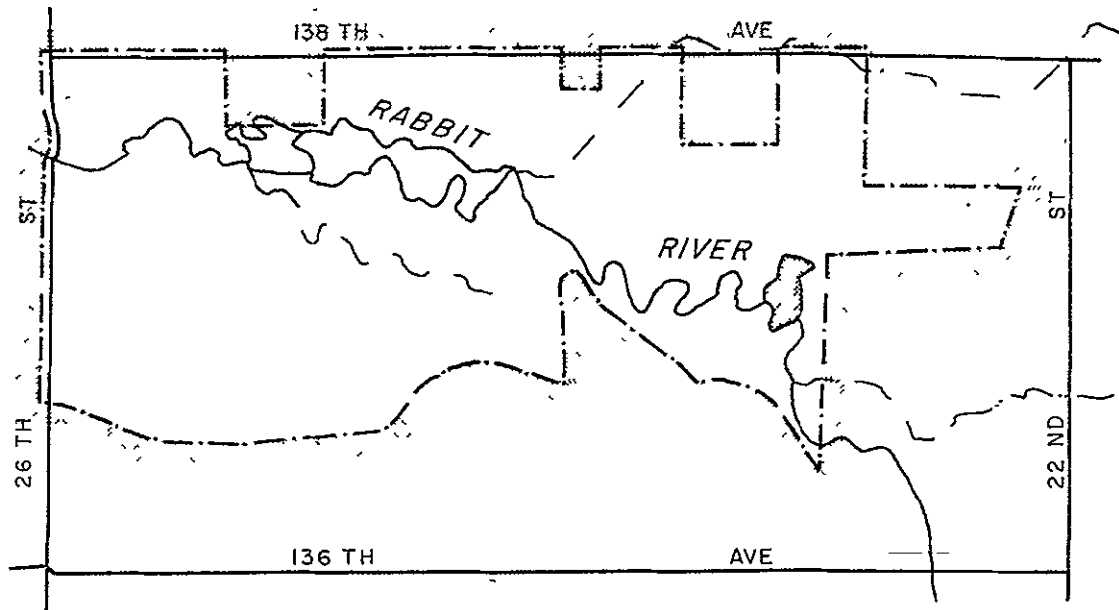 138 TH AVE
RABBIT
RIVER
26 TH ST
22 ND ST
136 TH AVE